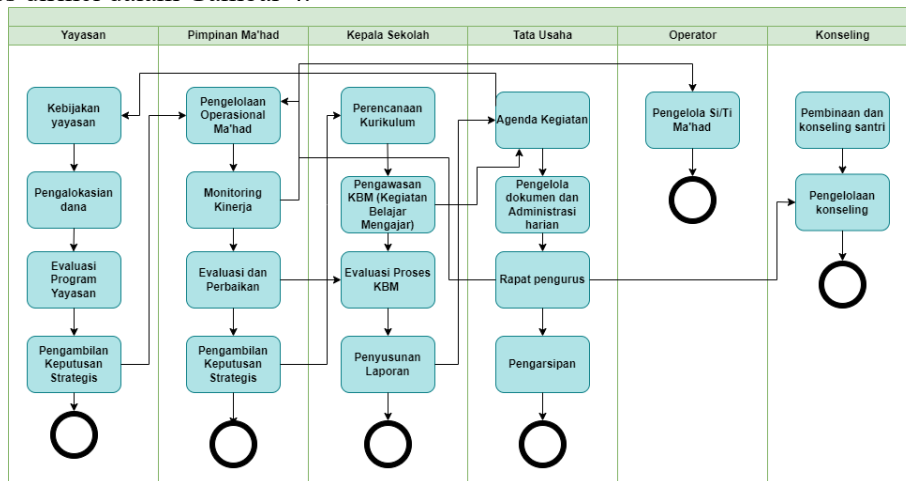 Yayasan
Pimpinan Ma'had
Kepala Sekolah
Tata Usaha
Operator
Konseling
Kebijakan
yayasan
Pengalokasian
dana
Evaluasi
Program
Yayasan
Pengambilan
Keputusan
Strategis
Pengelolaan
Operasional
Ma'had
Monitoring
Kinerja
Evaluasi dan
Perbaikan
Pengambilan
Keputusan
Strategis
Perencanaan
Kurikulum
Pengawasan
KBM (Kegiatan
Belajar
Mengajar)
Evaluasi Proses
KBM
Penyusunan
Laporan
Agenda Kegiatan
Pengelola
dokumen dan
Administrasi
harian
Rapat pengurus
Pengarsipan
Pengelola Si/Ti
Ma'had
Pembinaan dan
konseling santri
Pengelolaan
konseling